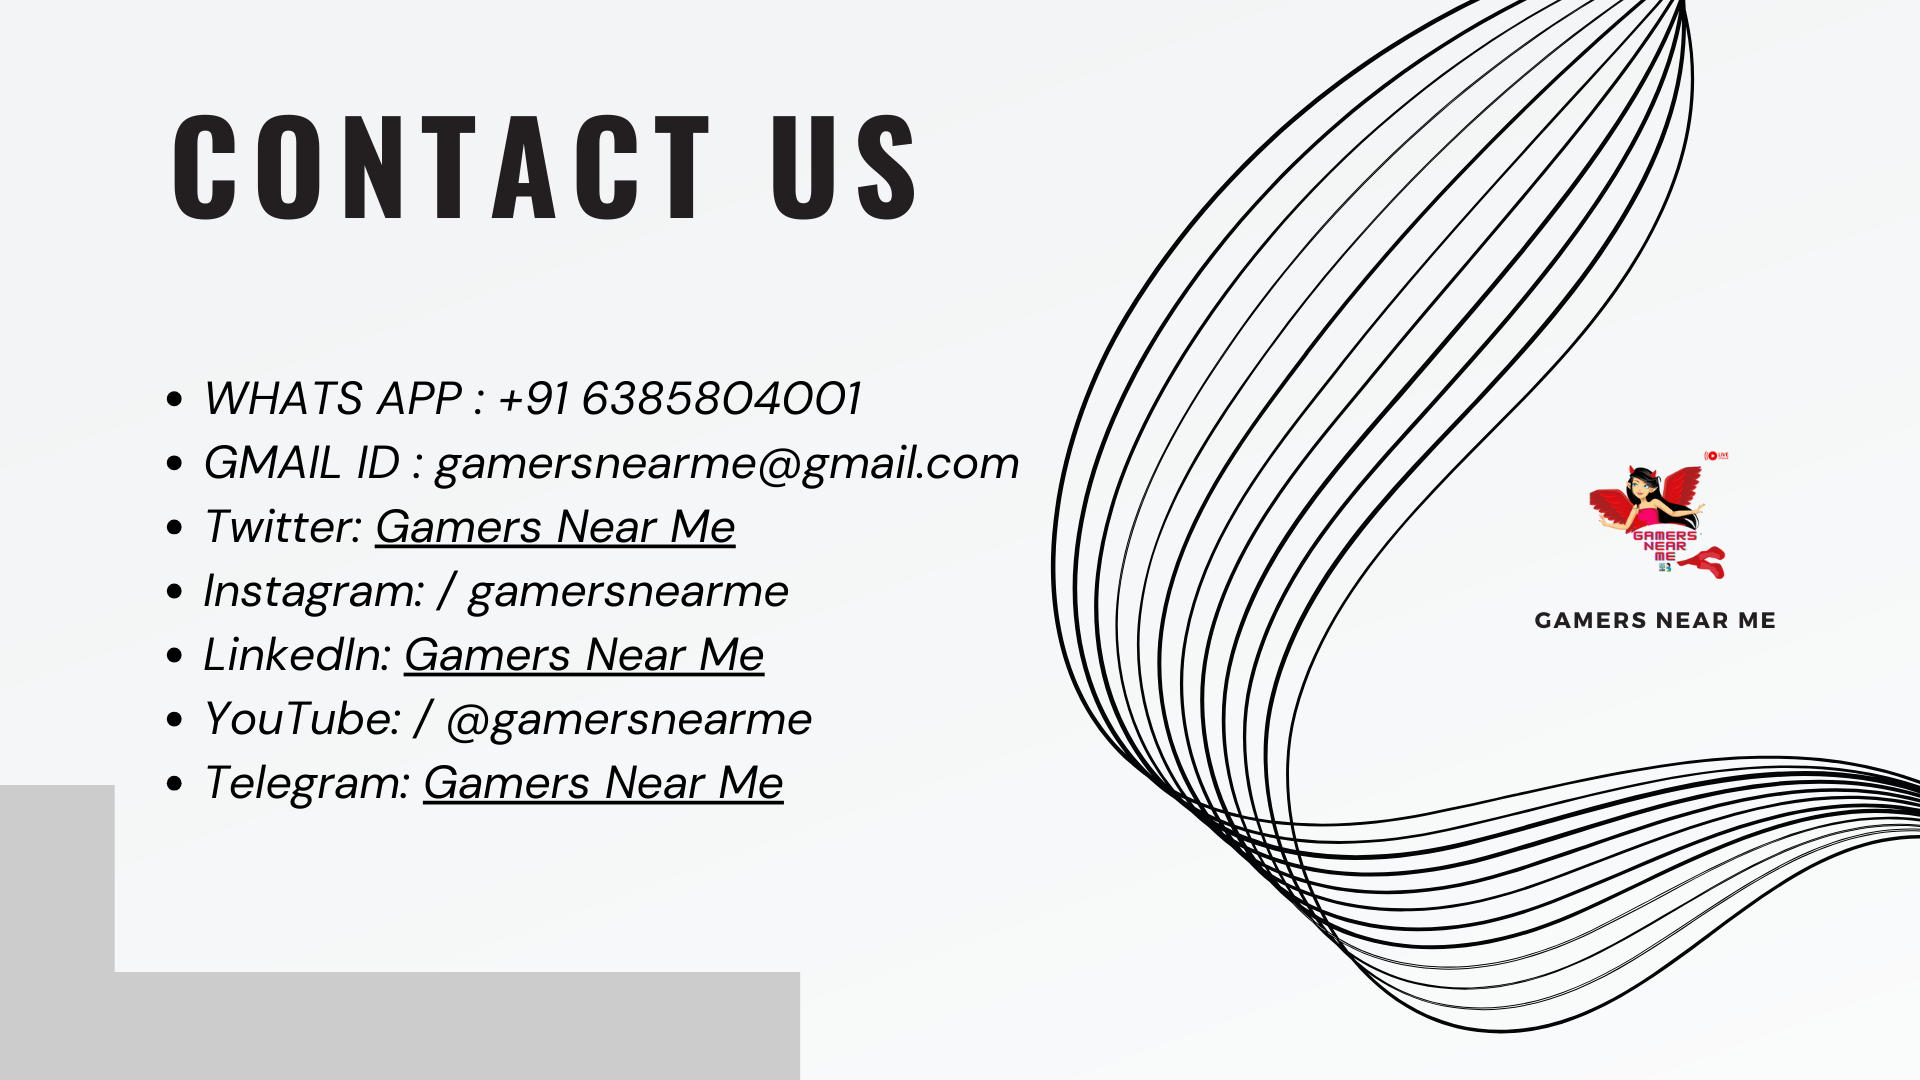 CONTACT US
WHATS APP : +91 6385804001
GMAIL ID : gamersnearme@gmail.com
Twitter: Gamers Near Me
Instagram: / gamersnearme
LinkedIn: Gamers Near Me
YouTube: / @gamersnearme
Telegram: Gamers Near Me
LIVE
GAMERS
NEAR
ME
GAMERS NEAR ME